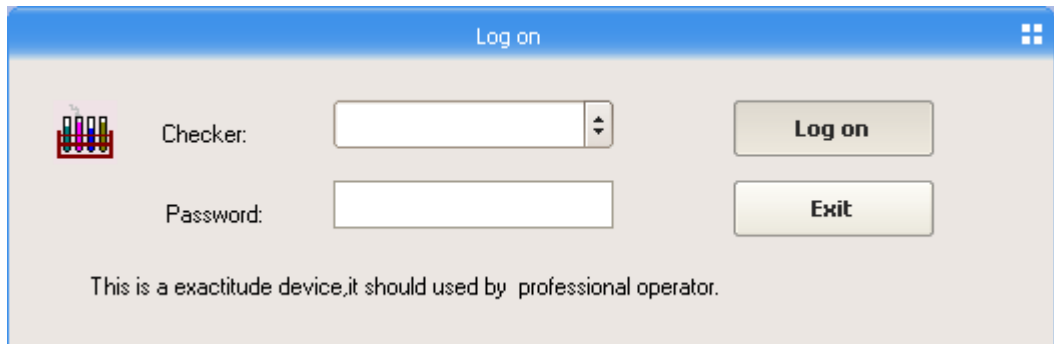 Log on
Checker:
Log on
Password:
Exit
This is a exactitude device,it should used by  professional operator.